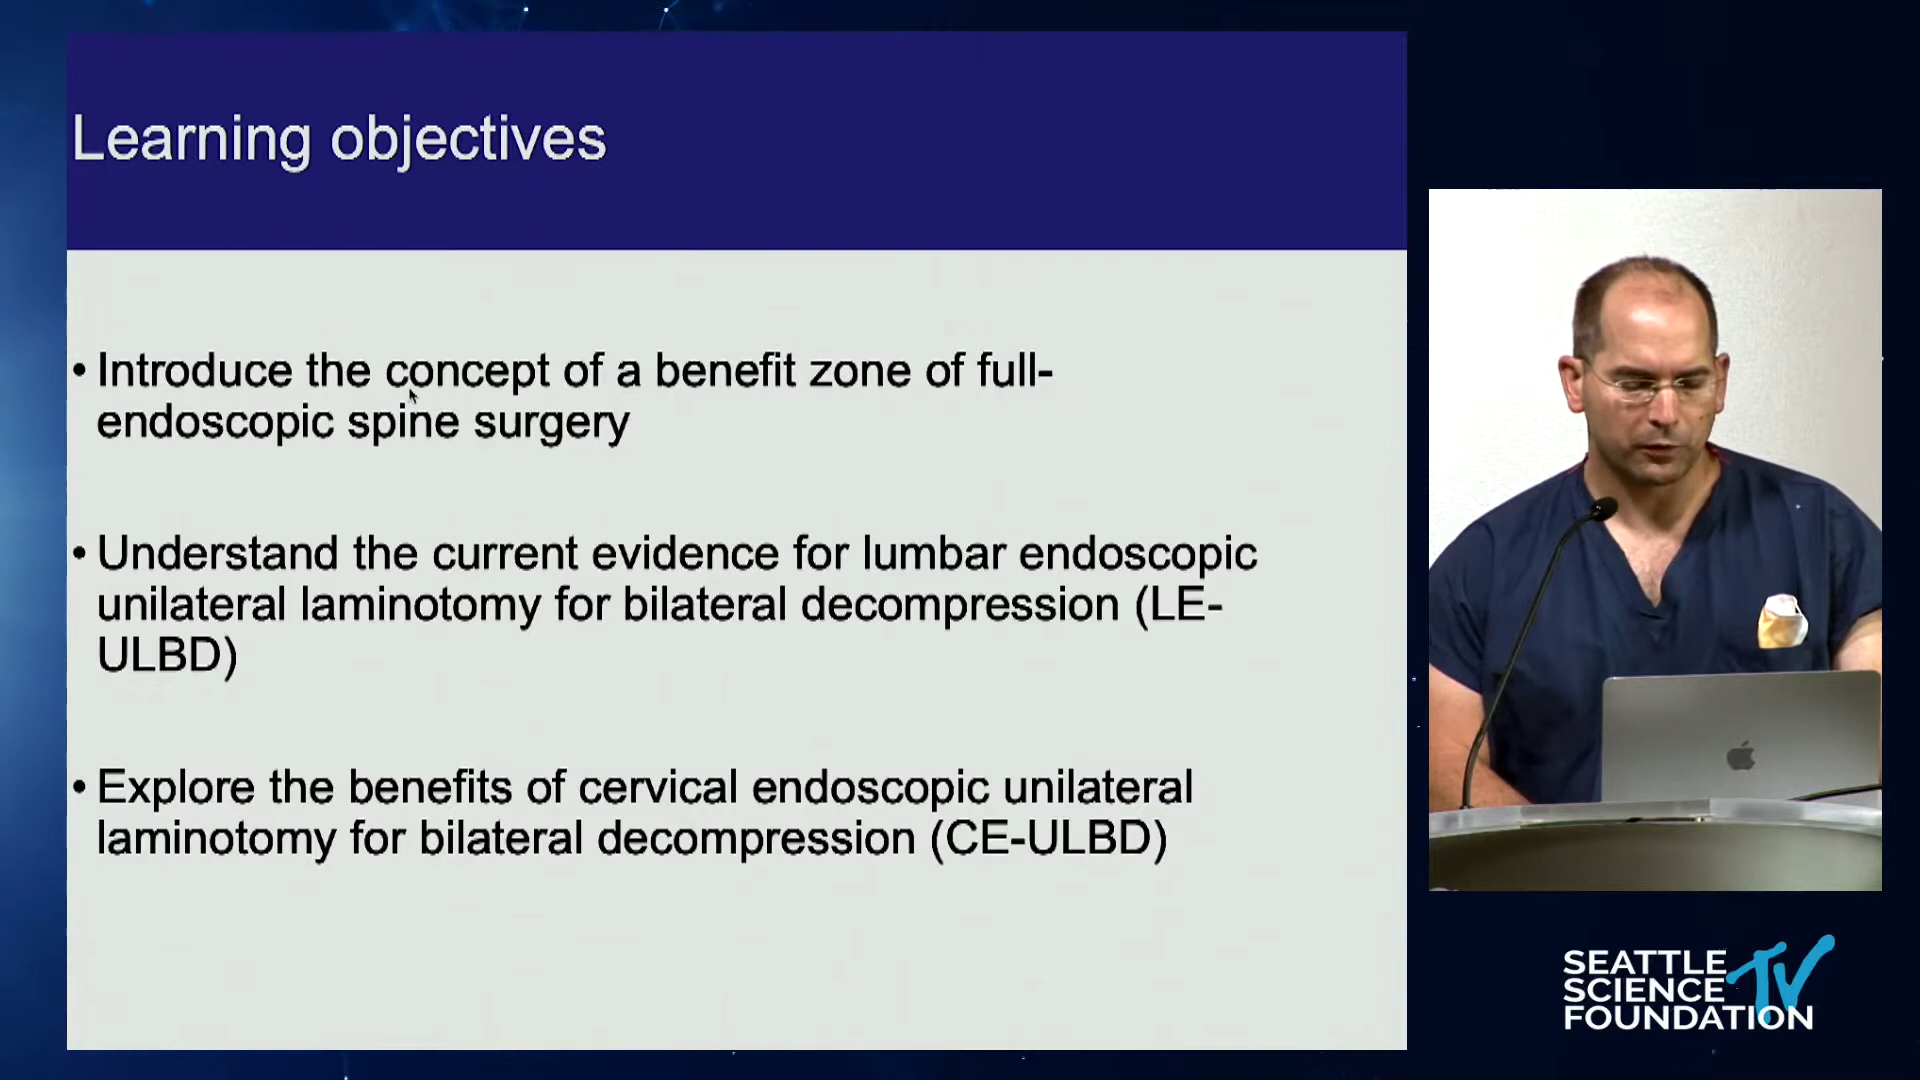 Learning objectives
• Introduce the concept of a benefit zone of full-
endoscopic spine surgery
• Understand the current evidence for lumbar endoscopic
unilateral laminotomy for bilateral decompression (LE-
ULBD)
• Explore the benefits of cervical endoscopic unilateral
laminotomy for bilateral decompression (CE-ULBD)
SEATTLE
SCIENCE TV
FOUNDATION